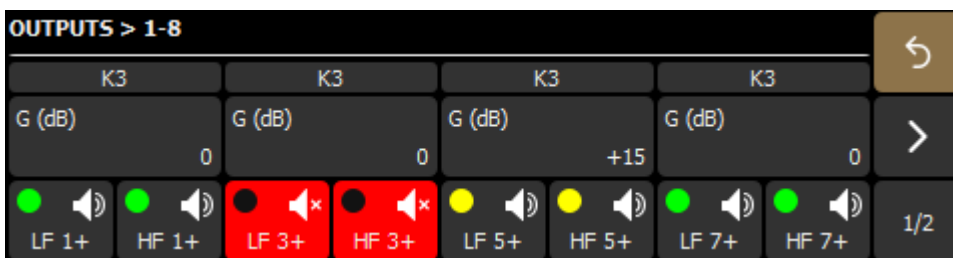 OUTPUTS > 1-8
K3 K3 K3 K3
G (dB) G (dB) G (dB) G (dB)
0 0 +15 0
LF 1+ HF 1+ LF 3+ HF 3+ LF 5+ HF 5+ LF 7+ HF 7+ 1/2